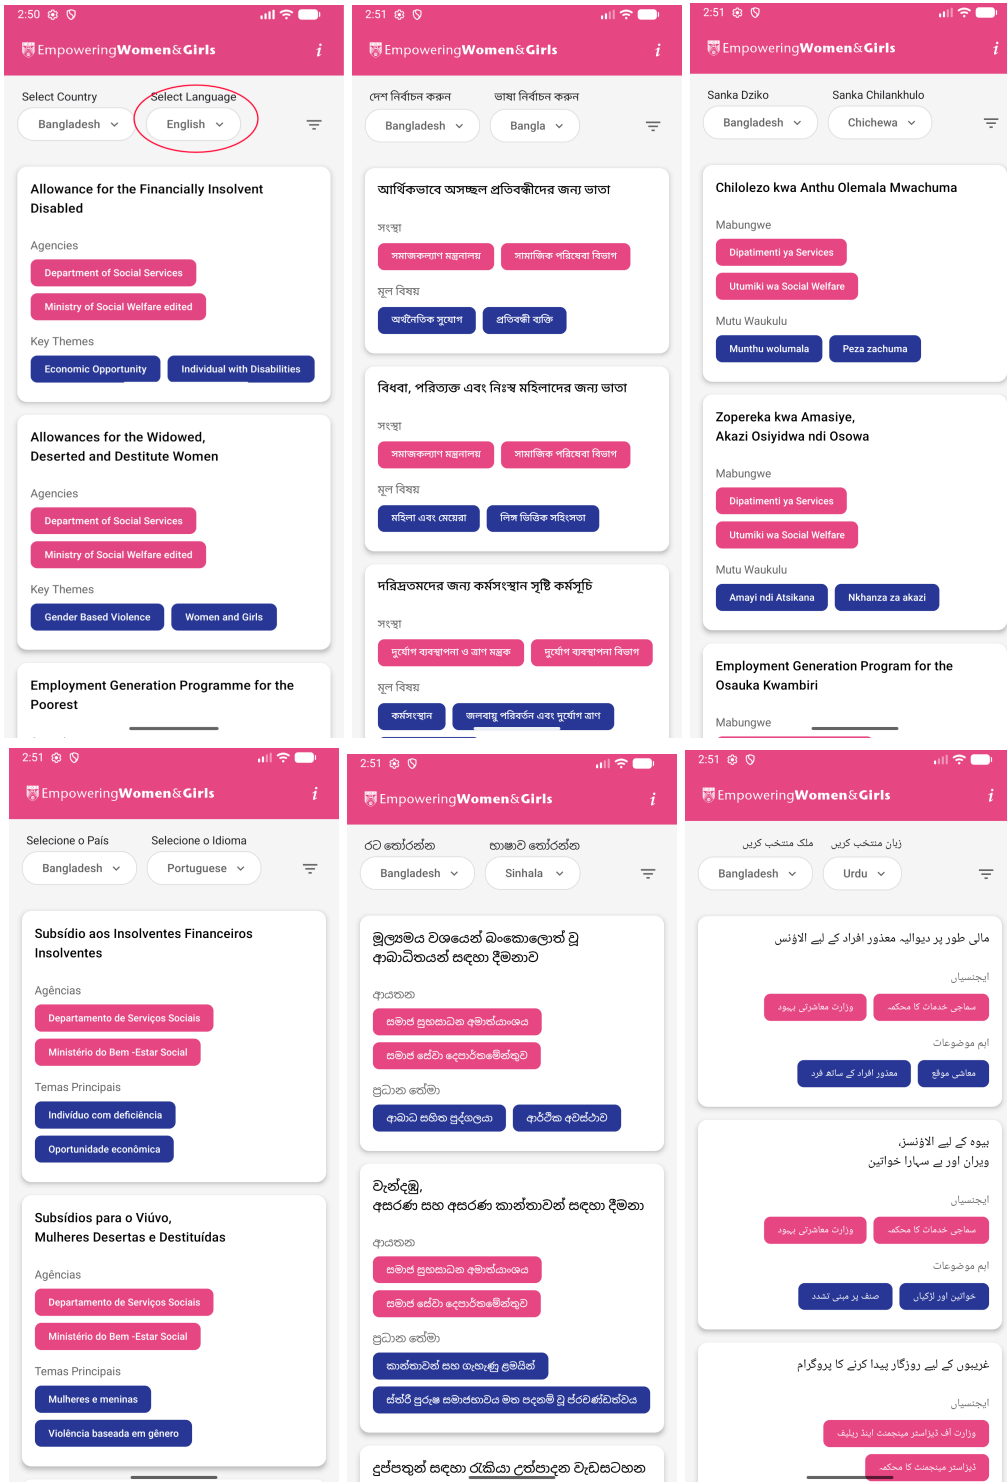 2:50
EmpoweringWomen&Girls
i
Select Country
Select Language
Bangladesh
English
Allowance for the Financially Insolvent
Disabled
Agencies
Department of Social Services
Ministry of Social Welfare edited
Key Themes
Economic Opportunity
Individual with Disabilities
Allowances for the Widowed,
Deserted and Destitute Women
Agencies
Department of Social Services
Ministry of Social Welfare edited
Key Themes
Gender Based Violence
Women and Girls
Employment Generation Programme for the
Poorest
2:51
EmpoweringWomen&Girls
i
দেশ নির্বাচন করুন
ভাষা নির্বাচন করুন
Bangladesh
Bangla
আর্থিকভাবে অসচ্ছল প্রতিবন্ধীদের জন্য ভাতা
সংস্থা
সমাজকল্যাণ মন্ত্রনালয়
সামাজিক পরিষেবা বিভাগ
মূল বিষয়
অর্থনৈতিক সুযোগ
প্রতিবন্ধী ব্যক্তি
বিধবা, পরিত্যক্ত এবং নিঃস্ব মহিলাদের জন্য ভাতা
সংস্থা
সমাজকল্যাণ মন্ত্রনালয়
সামাজিক পরিষেবা বিভাগ
মূল বিষয়
মহিলা এবং মেয়েরা
লিঙ্গ ভিত্তিক সহিংসতা
দরিদ্রতমদের জন্য কর্মসংস্থান সৃষ্টি কর্মসূচি
সংস্থা
দুর্যোগ ব্যবস্থাপনা ও ত্রাণ মন্ত্রক
দুর্যোগ ব্যবস্থাপনা বিভাগ
মূল বিষয়
কর্মসংস্থান
জলবায়ু পরিবর্তন এবং দুর্যোগ ত্রাণ
2:51
EmpoweringWomen&Girls
i
Sanka Dziko
Sanka Chilankhulo
Bangladesh
Chichewa
Chilolezo kwa Anthu Olemala Mwachuma
Mabungwe
Dipatimenti ya Services
Utumiki wa Social Welfare
Mutu Waukulu
Munthu wolumala
Peza zachuma
Zopereka kwa Amasiye,
Akazi Osiyidwa ndi Osowa
Mabungwe
Dipatimenti ya Services
Utumiki wa Social Welfare
Mutu Waukulu
Amayi ndi Atsikana
Nkhanza za akazi
Employment Generation Program for the
Osauka Kwambiri
Mabungwe
2:51
EmpoweringWomen&Girls
i
Selecione o País
Selecione o Idioma
Bangladesh
Portuguese
Subsídio aos Insolventes Financeiros
Insolventes
Agências
Departamento de Serviços Sociais
Ministério do Bem -Estar Social
Temas Principais
Indivíduo com deficiência
Oportunidade econômica
Subsídios para o Viúvo,
Mulheres Desertas e Destituídas
Agências
Departamento de Serviços Sociais
Ministério do Bem -Estar Social
Temas Principais
Mulheres e meninas
Violência baseada em gênero
2:51
EmpoweringWomen&Girls
i
රට තෝරන්න
භාෂාව තෝරන්න
Bangladesh
Sinhala
මූල්‍යමය වශයෙන් බංකොලොත් වූ
ආබාධිතයන් සඳහා දීමනාව
ආයතන
සමාජ සුභසාධන අමාත්යාංශය
සමාජ සේවා දෙපාර්තමේන්තුව
ප්‍රධාන තේමා
ආබාධ සහිත පුද්ගලයා
ආර්ථික අවස්ථාව
වැන්දඹු,
අසරණ සහ අසරණ කාන්තාවන් සඳහා දීමනා
ආයතන
සමාජ සුභසාධන අමාත්යාංශය
සමාජ සේවා දෙපාර්තමේන්තුව
ප්‍රධාන තේමා
කාන්තාවන් සහ ගැහැණු ළමයින්
ස්ත්රී පුරුෂ සමාජභාවය මත පදනම් වූ ප්රචණ්ඩත්වය
දුප්පතුන් සඳහා රැකියා උත්පාදන වැඩසටහන
2:51
EmpoweringWomen&Girls
i
ملک منتخب کریں
زبان منتخب کریں
Bangladesh
Urdu
مالی طور پر دیوالیہ معذور افراد کے لیے الاؤنس
ایجنسیاں
سماجی خدمات کا محکمہ
وزارت معاشرتی بہبود
اہم موضوعات
معاشی موقع
معذور افراد کے ساتھ فرد
بیوہ کے لیے الاؤنسز،
ویران اور بے سہارا خواتین
ایجنسیاں
سماجی خدمات کا محکمہ
وزارت معاشرتی بہبود
اہم موضوعات
خواتین اور لڑکیاں
صنف پر مبنی تشدد
غریبوں کے لیے روزگار پیدا کرنے کا پروگرام
ایجنسیاں
وزارت آف ڈیزاسٹر مینجمنٹ اینڈ ریلیف
ڈیزاسٹر مینجمنٹ کا محکمہ